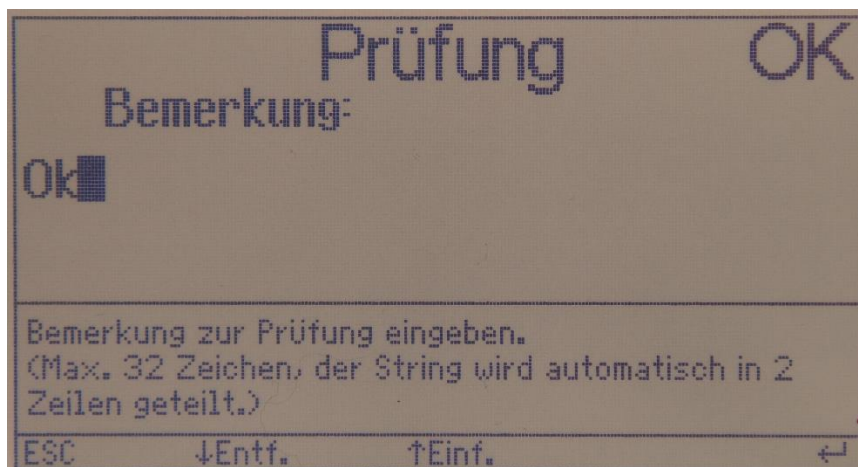 Prüfung OK
Bemerkung:
Ok
Bemerkung zur Prüfung eingeben.
(Max. 32 Zeichen, der String wird automatisch in 2
Zeilen geteilt.)
ESC ↓Entf. ↑Einf. ↵